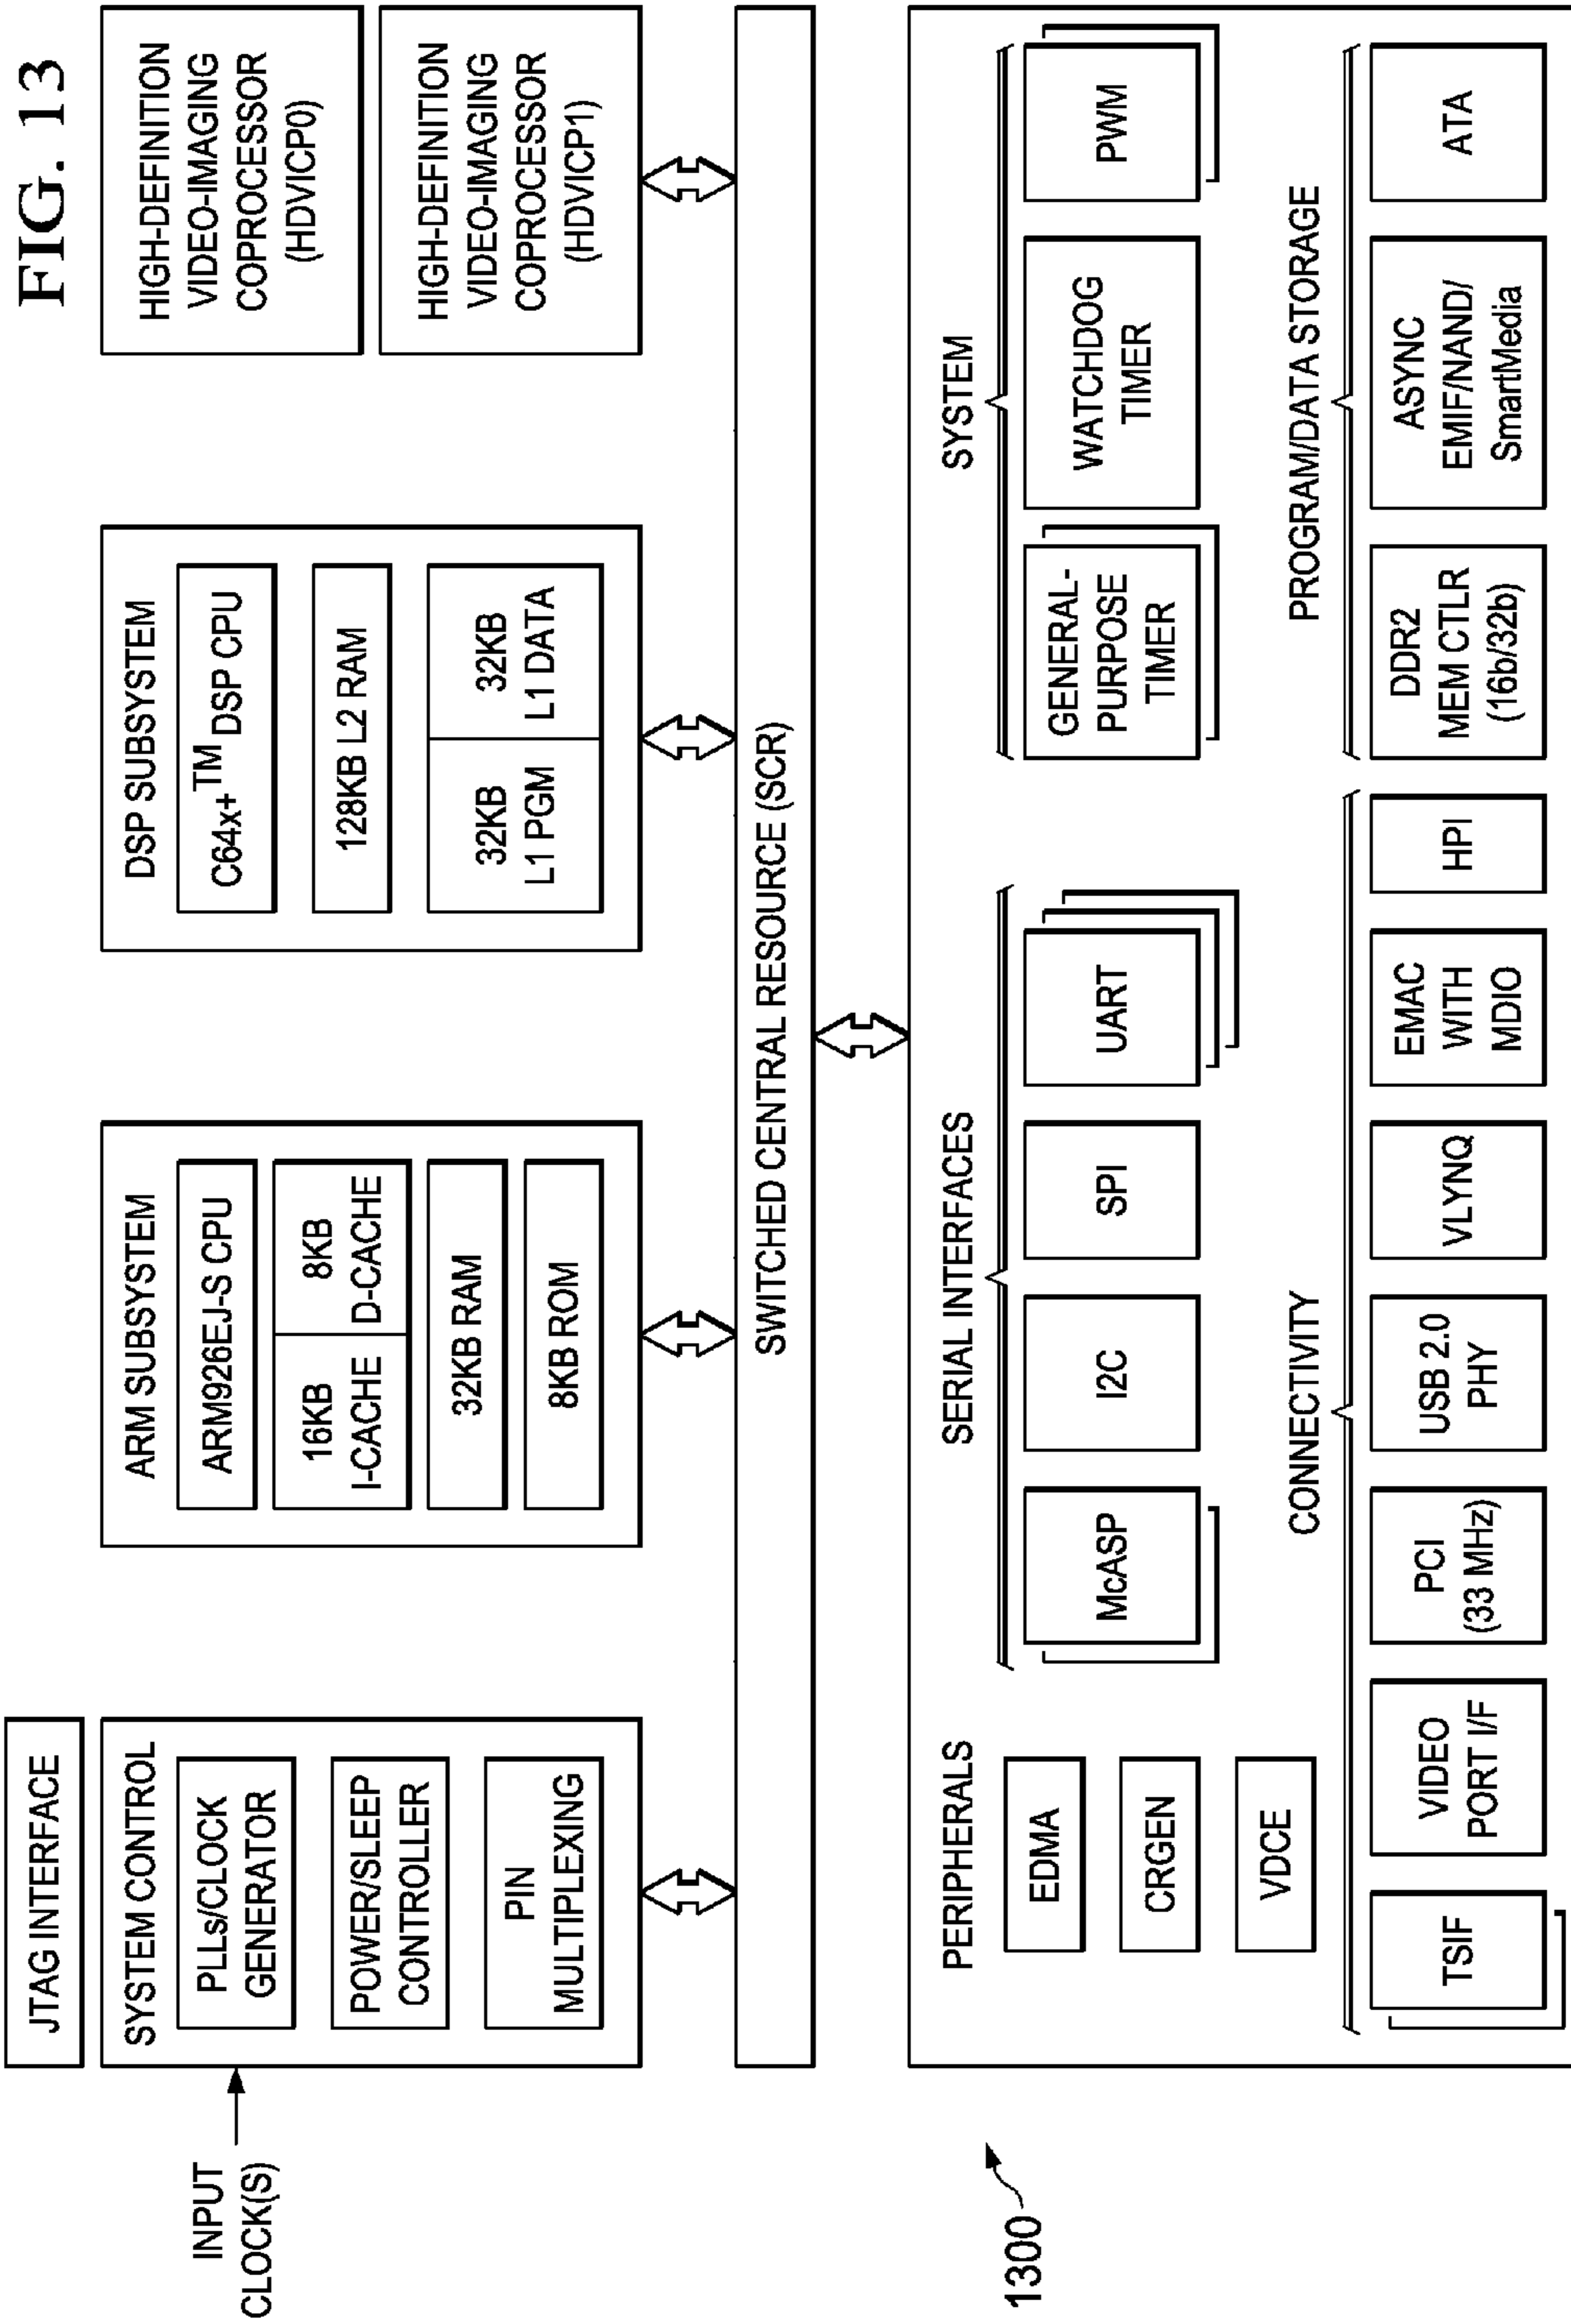 FIG. 13
JTAG INTERFACE
INPUT
CLOCK(S)
SYSTEM CONTROL
PLLs/CLOCK
GENERATOR
POWER/SLEEP
CONTROLLER
PIN
MULTIPLEXING
ARM SUBSYSTEM
ARM926EJ-S CPU
16KB
I-CACHE
8KB
D-CACHE
32KB RAM
8KB ROM
DSP SUBSYSTEM
C64x+TM DSP CPU
128KB L2 RAM
32KB
L1 PGM
32KB
L1 DATA
HIGH-DEFINITION
VIDEO-IMAGING
COPROCESSOR
(HDVICP0)
HIGH-DEFINITION
VIDEO-IMAGING
COPROCESSOR
(HDVICP1)
SWITCHED CENTRAL RESOURCE (SCR)
1300
PERIPHERALS
EDMA
CRGEN
VDCE
SERIAL INTERFACES
McASP
I2C
SPI
UART
SYSTEM
GENERAL-
PURPOSE
TIMER
WATCHDOG
TIMER
PWM
CONNECTIVITY
TSIF
VIDEO
PORT I/F
PCI
(33 MHz)
USB 2.0
PHY
VLYNQ
EMAC
WITH
MDIO
HPI
PROGRAM/DATA STORAGE
DDR2
MEM CTLR
(16b/32b)
ASYNC
EMIF/NAND/
SmartMedia
ATA